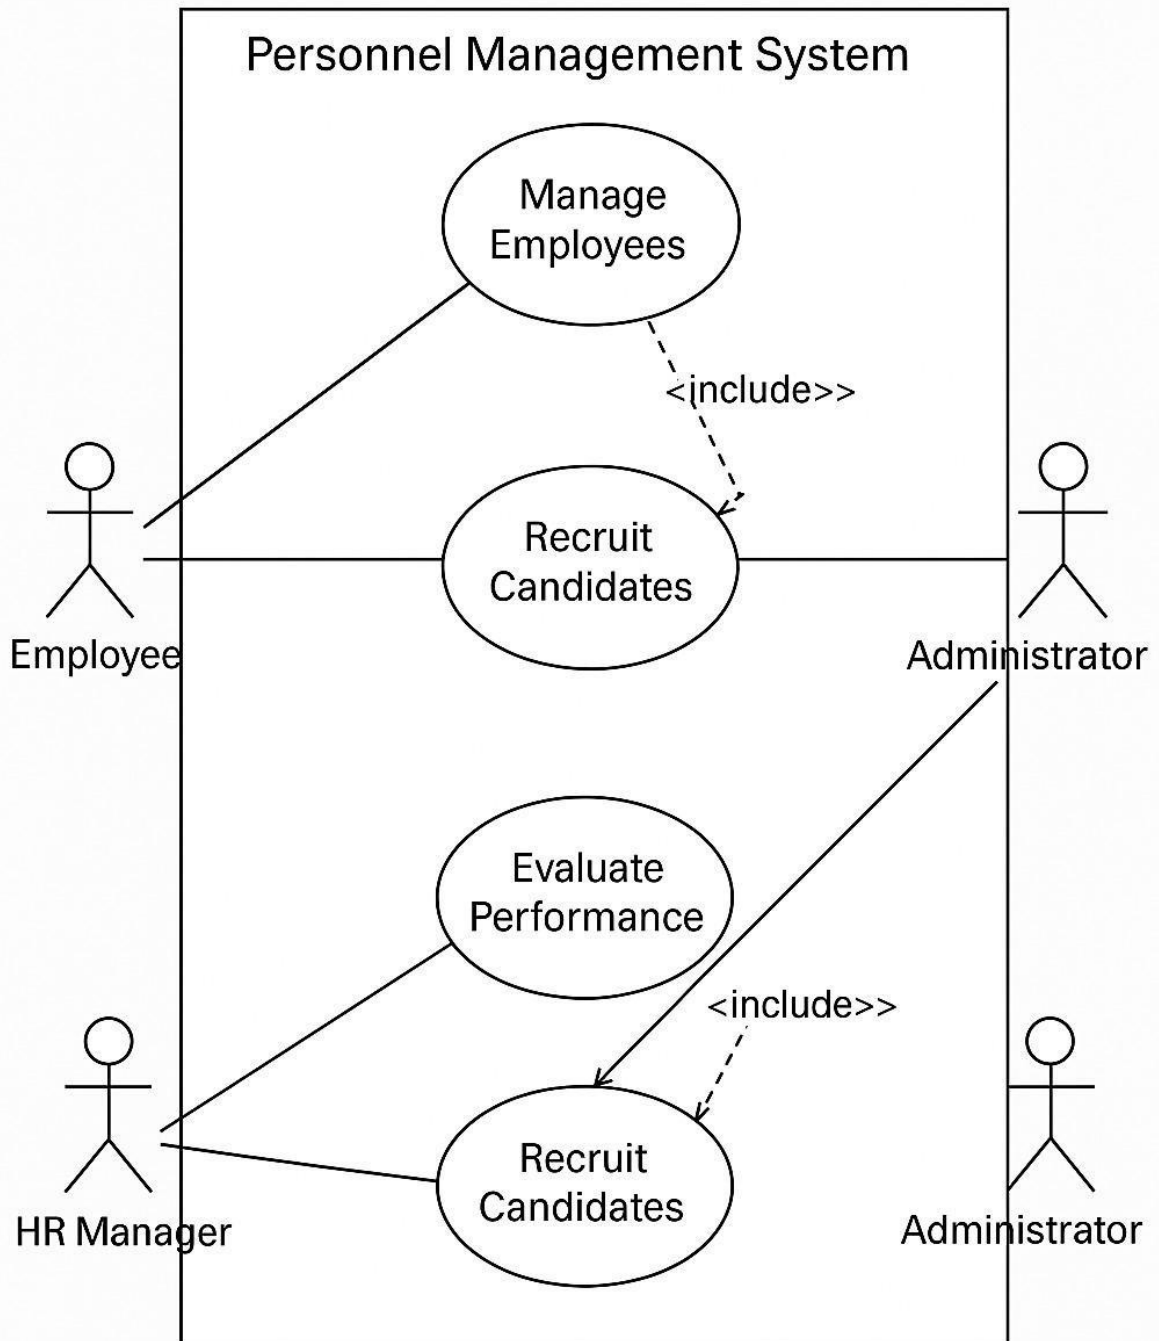 Personnel Management System
Manage
Employees
<include>>
Recruit
Candidates
Employee
Administrator
Evaluate
Performance
<include>>
Recruit
Candidates
HR Manager
Administrator